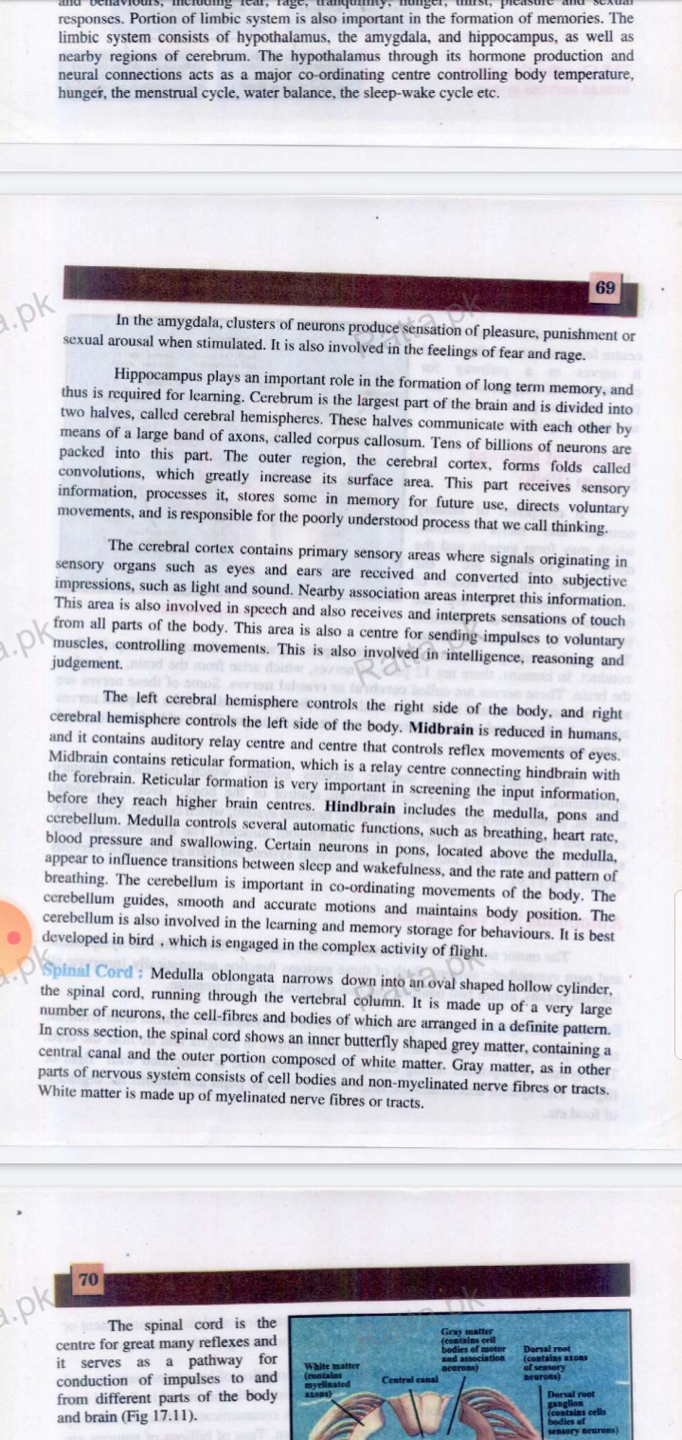 and behaviours, including fear, rage, tranquility, hunger, thirst, pleasure and sexual
responses. Portion of limbic system is also important in the formation of memories. The
limbic system consists of hypothalamus, the amygdala, and hippocampus, as well as
nearby regions of cerebrum. The hypothalamus through its hormone production and
neural connections acts as a major co-ordinating centre controlling body temperature,
hunger, the menstrual cycle, water balance, the sleep-wake cycle etc.
69
In the amygdala, clusters of neurons produce sensation of pleasure, punishment or
sexual arousal when stimulated. It is also involved in the feelings of fear and rage.
Hippocampus plays an important role in the formation of long term memory, and
thus is required for learning. Cerebrum is the largest part of the brain and is divided into
two halves, called cerebral hemispheres. These halves communicate with each other by
means of a large band of axons, called corpus callosum. Tens of billions of neurons are
packed into this part. The outer region, the cerebral cortex, forms folds called
convolutions, which greatly increase its surface area. This part receives sensory
information, processes it, stores some in memory for future use, directs voluntary
movements, and is responsible for the poorly understood process that we call thinking.
The cerebral cortex contains primary sensory areas where signals originating in
sensory organs such as eyes and ears are received and converted into subjective
impressions, such as light and sound. Nearby association areas interpret this information.
This area is also involved in speech and also receives and interprets sensations of touch
from all parts of the body. This area is also a centre for sending impulses to voluntary
muscles, controlling movements. This is also involved in intelligence, reasoning and
judgement.
The left cerebral hemisphere controls the right side of the body, and right
cerebral hemisphere controls the left side of the body. Midbrain is reduced in humans,
and it contains auditory relay centre and centre that controls reflex movements of eyes.
Midbrain contains reticular formation, which is a relay centre connecting hindbrain with
the forebrain. Reticular formation is very important in screening the input information,
before they reach higher brain centres. Hindbrain includes the medulla, pons and
cerebellum. Medulla controls several automatic functions, such as breathing, heart rate,
blood pressure and swallowing. Certain neurons in pons, located above the medulla,
appear to influence transitions between sleep and wakefulness, and the rate and pattern of
breathing. The cerebellum is important in co-ordinating movements of the body. The
cerebellum guides, smooth and accurate motions and maintains body position. The
cerebellum is also involved in the learning and memory storage for behaviours. It is best
developed in bird , which is engaged in the complex activity of flight.
Spinal Cord : Medulla oblongata narrows down into an oval shaped hollow cylinder,
the spinal cord, running through the vertebral column. It is made up of a very large
number of neurons, the cell-fibres and bodies of which are arranged in a definite pattern.
In cross section, the spinal cord shows an inner butterfly shaped grey matter, containing a
central canal and the outer portion composed of white matter. Gray matter, as in other
parts of nervous system consists of cell bodies and non-myelinated nerve fibres or tracts.
White matter is made up of myelinated nerve fibres or tracts.
70
The spinal cord is the
centre for great many reflexes and
it serves as a pathway for
conduction of impulses to and
from different parts of the body
and brain (Fig 17.11).
White matter
(contains
myelinated
axons)
Central canal
Gray matter
(contains cell
bodies of motor
and association
neurons)
Dorsal root
(contains axons
of sensory
neurons)
Dorsal root
ganglion
(contains cells
bodies of
sensory neurons)
Ratta.pk
Ratta.pk
Ratta.pk
Ratta.pk
a.pk
a.pk
a.pk
a.pk